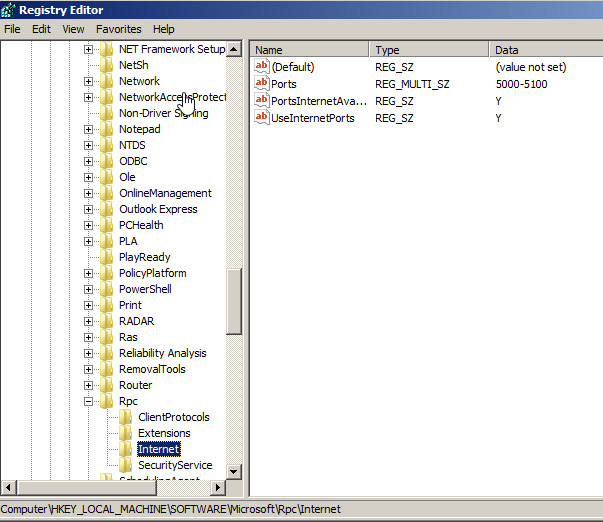 Registry Editor
File Edit View Favorites Help
NET Framework Setup
NetSh
Network
NetworkAccessProtect
Non-Driver Signing
Notepad
NTDS
ODBC
Ole
OnlineManagement
Outlook Express
PCHealth
PLA
PlayReady
PolicyPlatform
PowerShell
Print
RADAR
Ras
Reliability Analysis
RemovalTools
Router
Rpc
ClientProtocols
Extensions
Internet
SecurityService
SchedulingAgent
Name Type Data
(Default) REG_SZ (value not set)
Ports REG_MULTI_SZ 5000-5100
PortsInternetAva... REG_SZ Y
UseInternetPorts REG_SZ Y
Computer\HKEY_LOCAL_MACHINE\SOFTWARE\Microsoft\Rpc\Internet